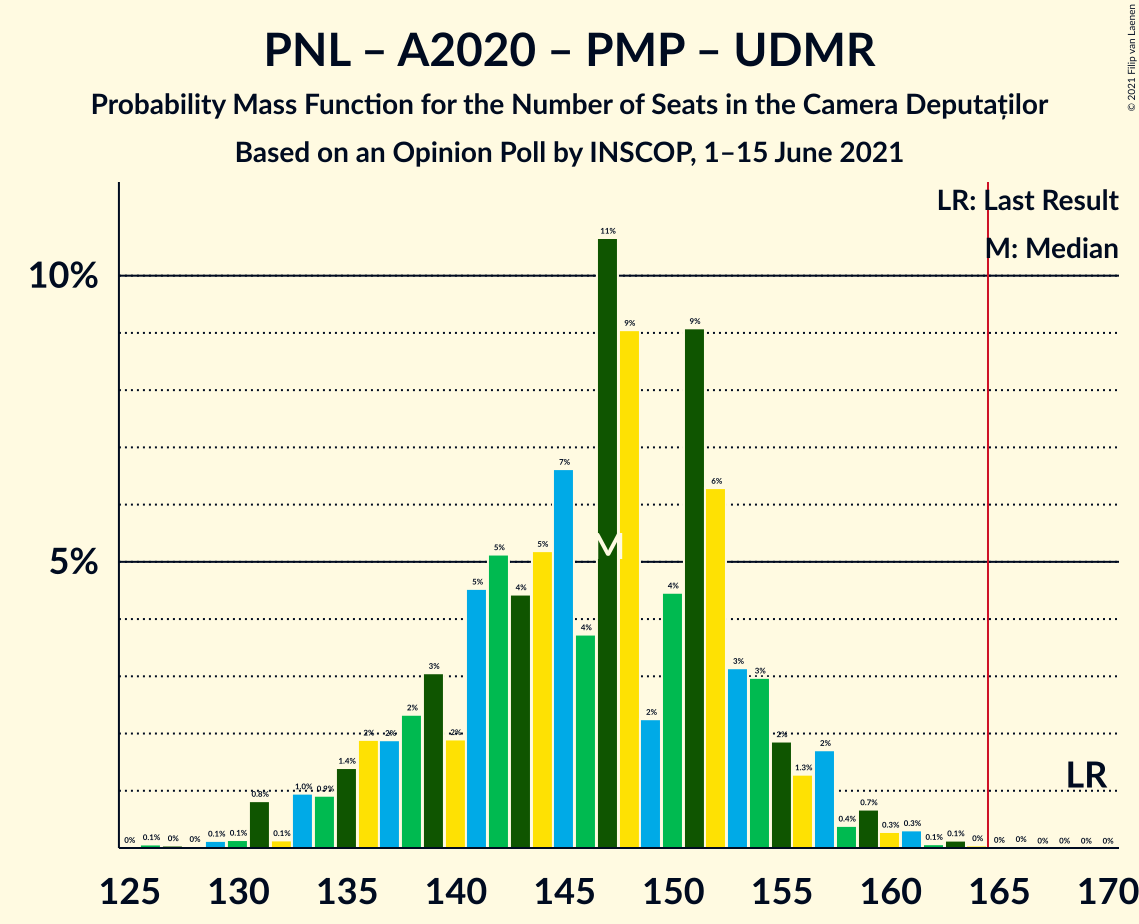 PNL – A2020 – PMP – UDMR
Probability Mass Function for the Number of Seats in the Camera Deputaților
Based on an Opinion Poll by INSCOP, 1–15 June 2021
© 2021 Filip van Laenen
LR: Last Result
M: Median
10%
5%
0% 0.1% 0% 0% 0.1% 0.1% 0.8% 0.1% 1.0% 0.9% 1.4% 2% 2% 2% 3% 2% 5% 5% 4% 5% 7% 4% 11% 9% 2% 4% 9% 6% 3% 3% 2% 1.3% 2% 0.4% 0.7% 0.3% 0.3% 0.1% 0.1% 0% 0% 0% 0% 0% 0% 0%
M
LR
125 130 135 140 145 150 155 160 165 170